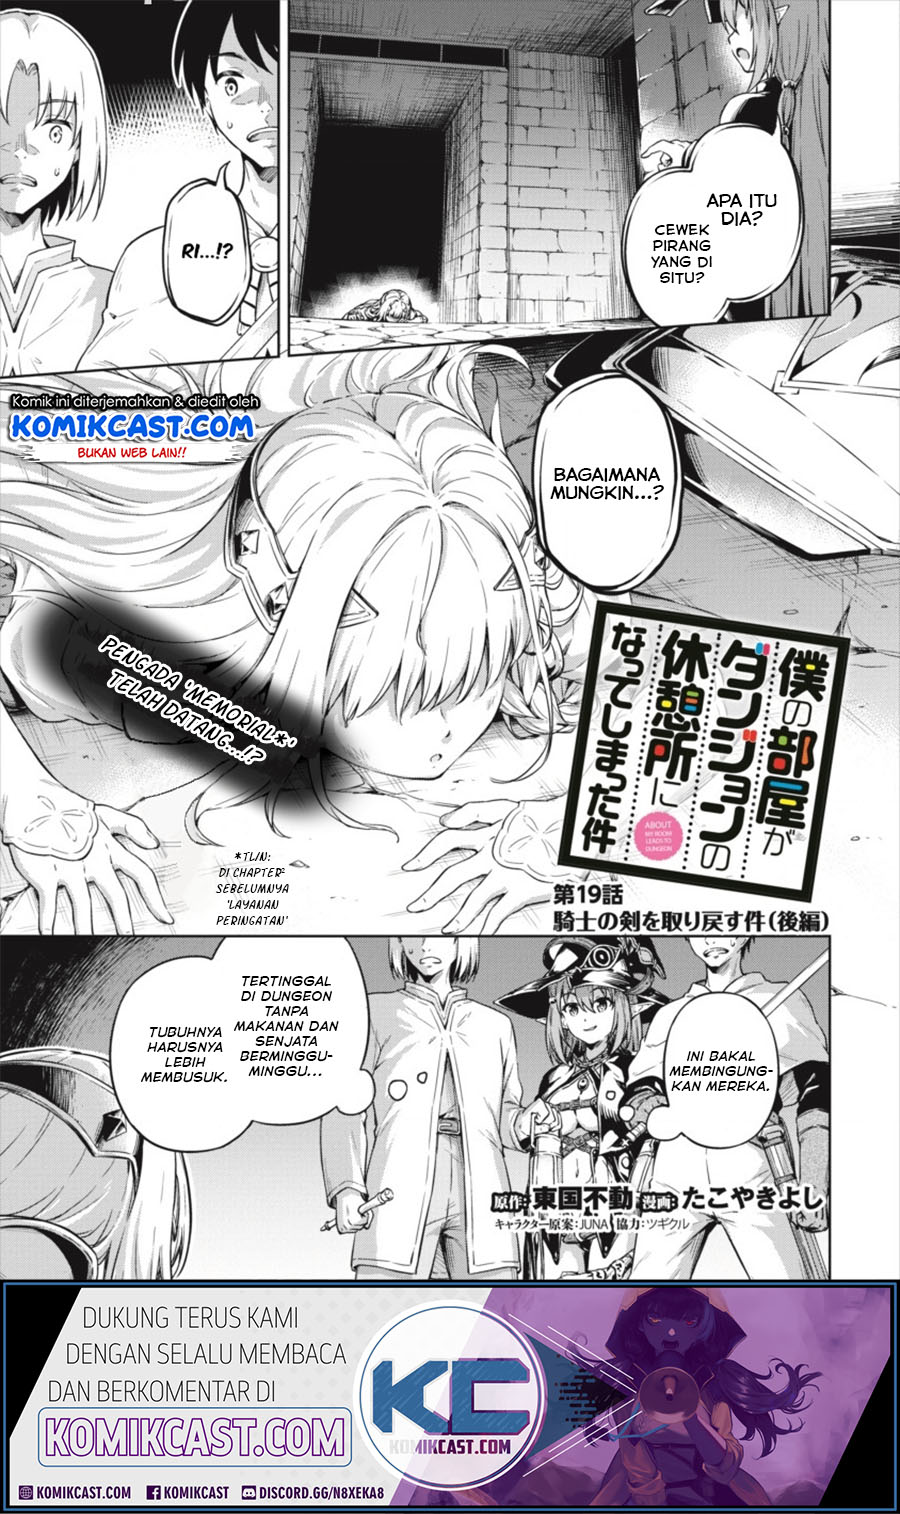 APA ITU
DIA?
CEWEK
PIRANG
YANG DI
SITU?
RI...!?
Komik ini diterjemahkan & diedit oleh
KOMIKCAST.COM
BUKAN WEB LAIN!!
BAGAIMANA
MUNGKIN...?
PENGADA 'MEMORIAL*'
TELAH DATANG...!?
*TL/N:
DI CHAPTER²
SEBELUMNYA
'LAYANAN
PERINGATAN'
僕の部屋が
ダンジョンの
休憩所に
なってしまった件
ABOUT
MY ROOM
LEADS TO
DUNGEON
第19話
騎士の剣を取り戻す件(後編)
INI BAKAL
MEMBINGUNG-
KAN MEREKA.
TERTINGGAL
DI DUNGEON
TANPA
MAKANAN DAN
SENJATA
BERMINGGU-
MINGGU...
TUBUHNYA
HARUSNYA
LEBIH
MEMBUSUK.
原作:東国不動 漫画:たこやきよし
キャラクター原案:JUNA 協力:ツギクル
DUKUNG TERUS KAMI
DENGAN SELALU MEMBACA
DAN BERKOMENTAR DI
KOMIKCAST.COM
KC
KOMIKCAST.COM
KOMIKCAST.COM KOMIKCAST DISCORD.GG/N8XEKA8